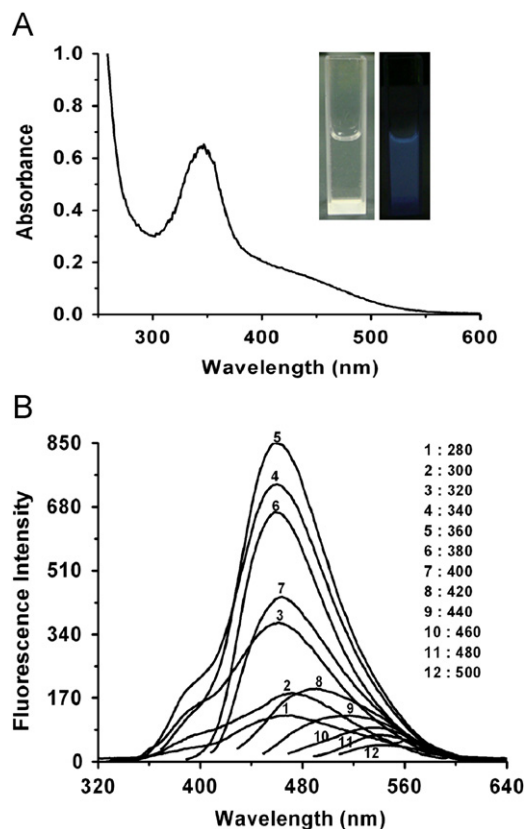 A
1.0
0.8
0.6
0.4
0.2
0.0
Absorbance
300 400 500 600
Wavelength (nm)
B
850
680
510
340
170
0
Fluorescence Intensity
5
4
6
7
3
2
8
1
9
10
11
12
1 : 280
2 : 300
3 : 320
4 : 340
5 : 360
6 : 380
7 : 400
8 : 420
9 : 440
10 : 460
11 : 480
12 : 500
320 400 480 560 640
Wavelength (nm)